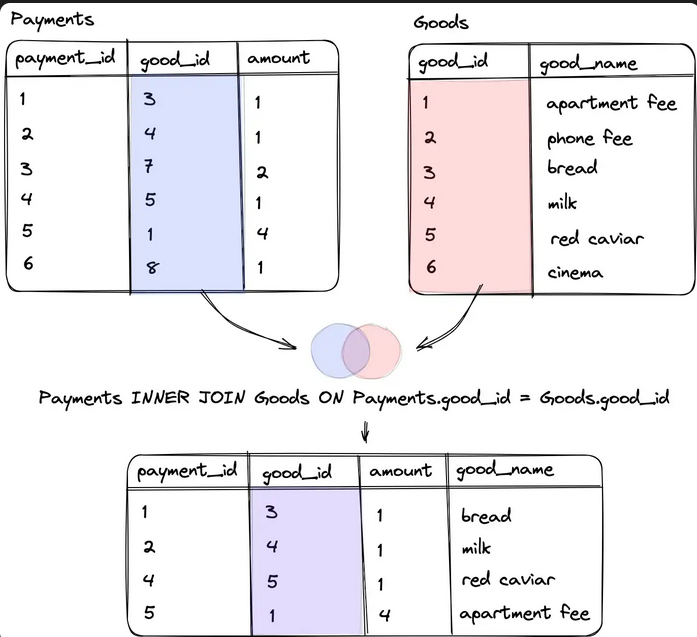 Payments
payment_id good_id amount
1 3 1
2 4 1
3 7 2
4 5 1
5 1 4
6 8 1
Goods
good_id good_name
1 apartment fee
2 phone fee
3 bread
4 milk
5 red caviar
6 cinema
Payments INNER JOIN Goods ON Payments.good_id = Goods.good_id
payment_id good_id amount good_name
1 3 1 bread
2 4 1 milk
4 5 1 red caviar
5 1 4 apartment fee